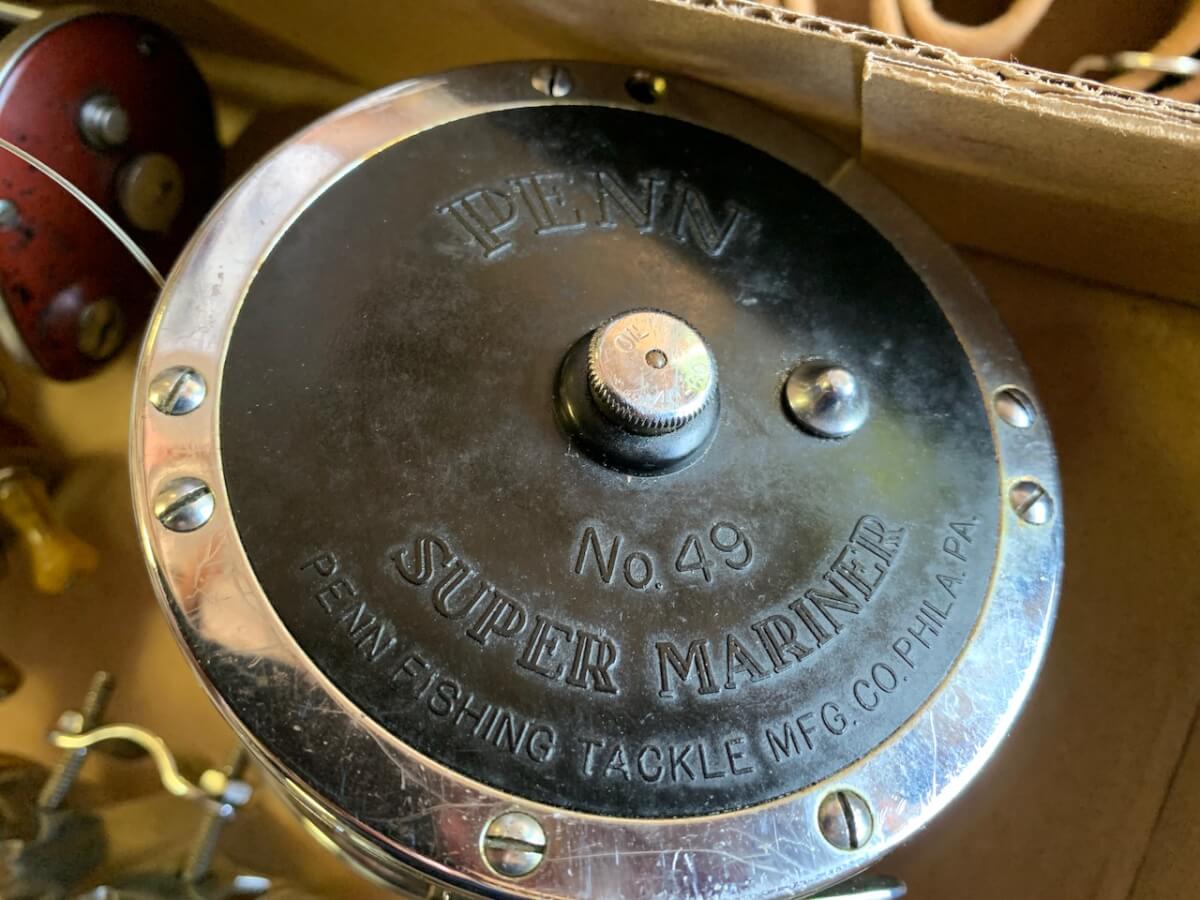 PENN
OIL
No. 49
SUPER MARINER
PENN FISHING TACKLE MFG. CO. PHILA. PA.